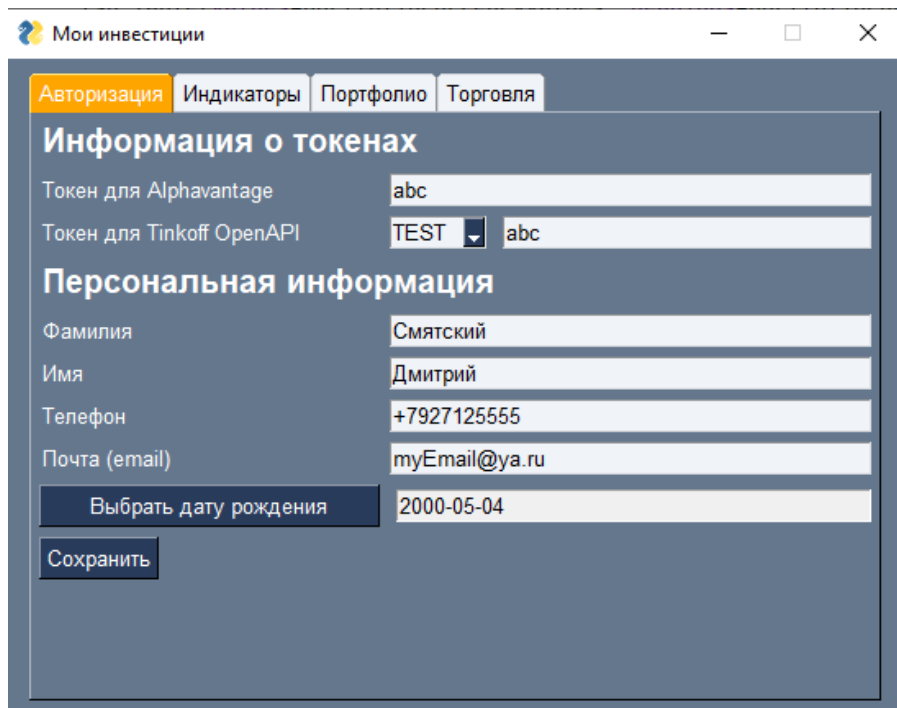 Мои инвестиции
Авторизация Индикаторы Портфолио Торговля
Информация о токенах
Токен для Alphavantage abc
Токен для Tinkoff OpenAPI TEST abc
Персональная информация
Фамилия Смятский
Имя Дмитрий
Телефон +7927125555
Почта (email) myEmail@ya.ru
Выбрать дату рождения 2000-05-04
Сохранить